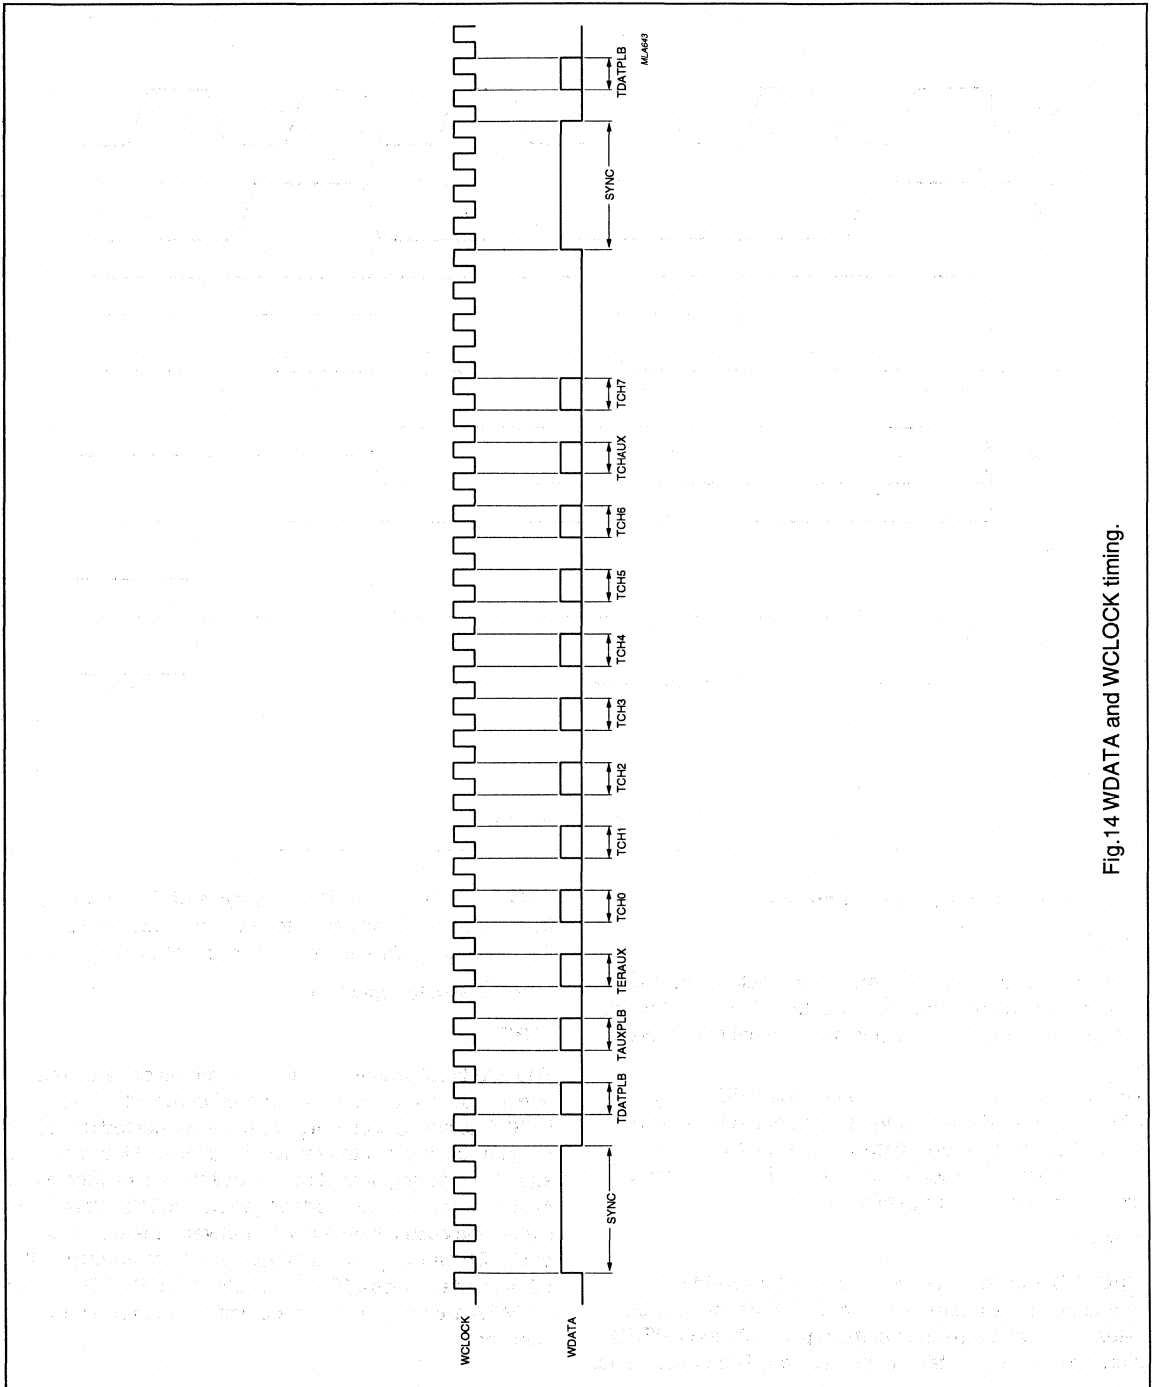 WCLOCK
WDATA
SYNC
TDATPLB
TAUXPLB
TERAUX
TCH0
TCH1
TCH2
TCH3
TCH4
TCH5
TCH6
TCHAUX
TCH7
SYNC
TDATPLB
MLA643
Fig.14 WDATA and WCLOCK timing.